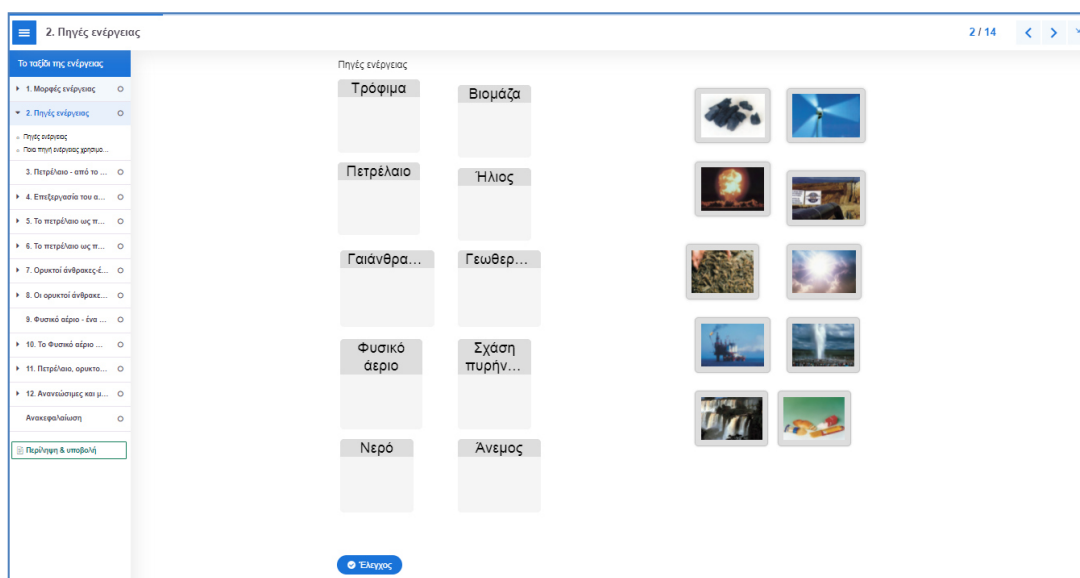 2. Πηγές ενέργειας
2 / 14
Το ταξίδι της ενέργειας
1. Μορφές ενέργειας
2. Πηγές ενέργειας
Πηγές ενέργειας
Ποια πηγή ενέργειας χρησιμο...
3. Πετρέλαιο - από το ...
4. Επεξεργασία του α...
5. Το πετρέλαιο ως π...
6. Το πετρέλαιο ως π...
7. Ορυκτοί άνθρακες-έ...
8. Οι ορυκτοί άνθρακε...
9. Φυσικό αέριο - ένα ...
10. Το Φυσικό αέριο ...
11. Πετρέλαιο, ορυκτο...
12. Ανανεώσιμες και μ...
Ανακεφαλαίωση
Περίληψη & υποβολή
Πηγές ενέργειας
Τρόφιμα
Βιομάζα
Πετρέλαιο
Ήλιος
Γαιάνθρα...
Γεωθερ...
Φυσικό
άεριο
Σχάση
πυρήν...
Νερό
Άνεμος
Έλεγχος